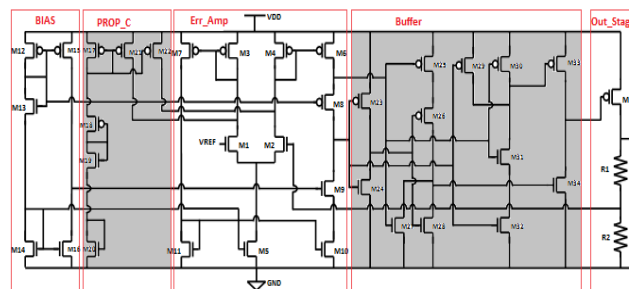 BIAS PROP_C Err_Amp Buffer Out_Stag
VDD
M12 M15 M17 M21 M22 M7 M3 M4 M6 M25 M29 M30 M33
M13 M8 M23 M
M18 M26
VREF M1 M2
M19 M31 R1
M9 M24 M34
M14 M16 M20 M11 M5 M10 M28 M32 R2
GND